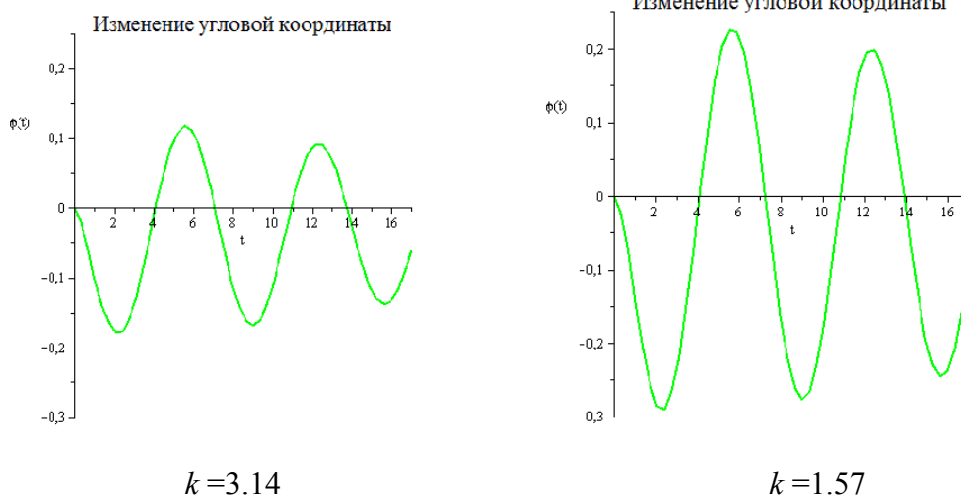 Изменение угловой координаты
0,2
ϕ(t)
0,1
0
2 4 6 8 10 12 14 16
t
−0,1
−0,2
−0,3
k =3.14
Изменение угловой координаты
0,2
ϕ(t)
0,1
0
2 4 6 8 10 12 14 16
t
−0,1
−0,2
0,3
k =1.57